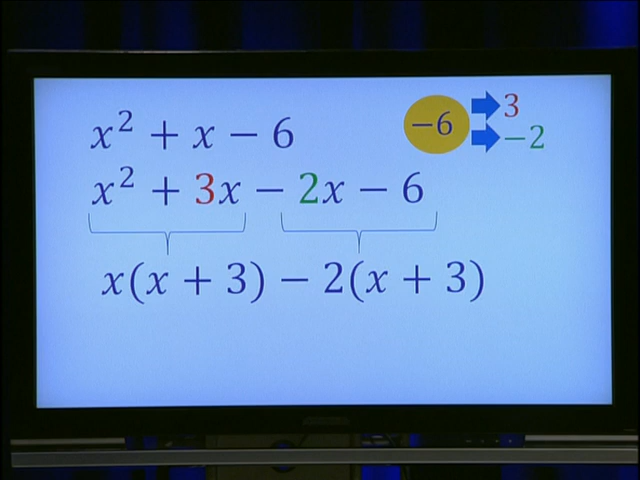 x² + x − 6
−6
3
−2
x² + 3x − 2x − 6
x(x + 3) − 2(x + 3)